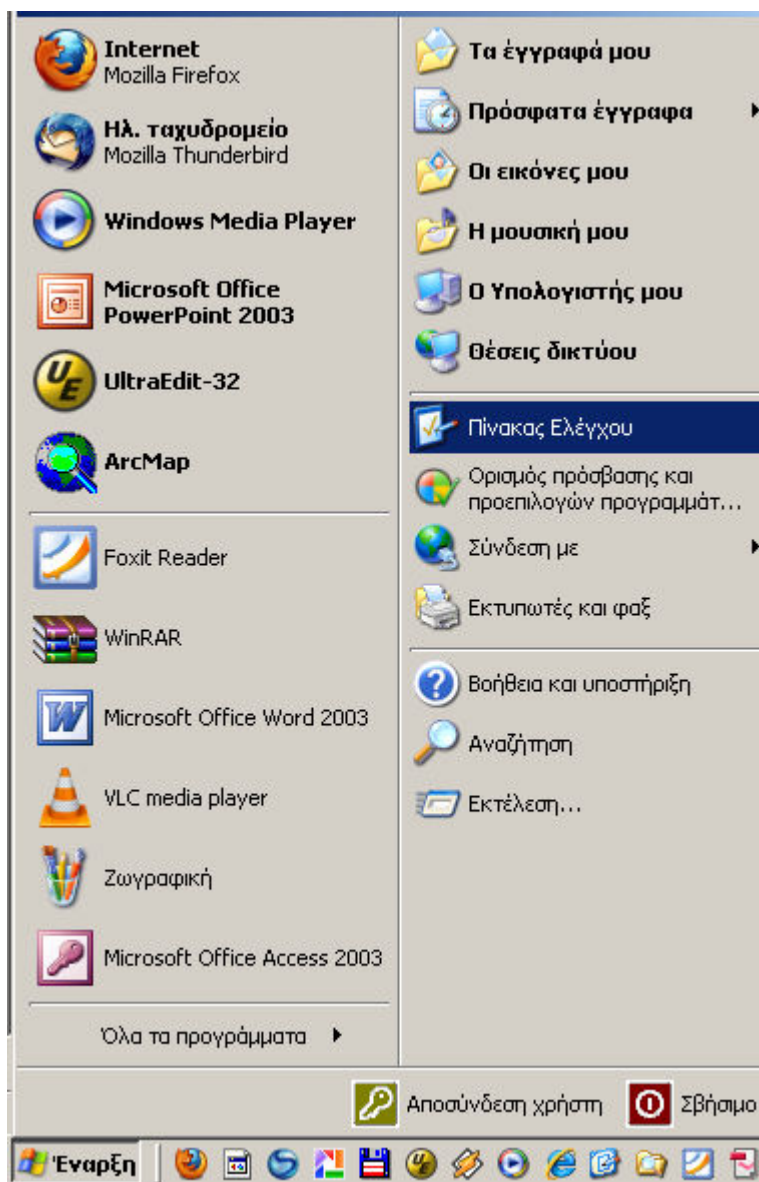 Internet
Mozilla Firefox
Ηλ. ταχυδρομείο
Mozilla Thunderbird
Windows Media Player
Microsoft Office
PowerPoint 2003
UltraEdit-32
ArcMap
Foxit Reader
WinRAR
Microsoft Office Word 2003
VLC media player
Ζωγραφική
Microsoft Office Access 2003
Όλα τα προγράμματα
Τα έγγραφά μου
Πρόσφατα έγγραφα
Οι εικόνες μου
Η μουσική μου
Ο Υπολογιστής μου
Θέσεις δικτύου
Πίνακας Ελέγχου
Ορισμός πρόσβασης και
προεπιλογών προγραμμάτ...
Σύνδεση με
Εκτυπωτές και φαξ
Βοήθεια και υποστήριξη
Αναζήτηση
Εκτέλεση...
Αποσύνδεση χρήστη
Σβήσιμο
Έναρξη